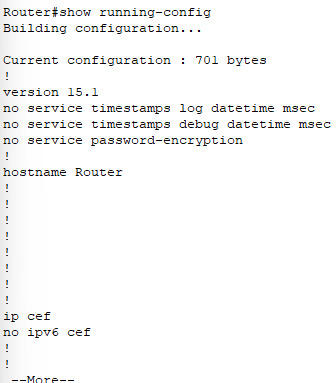 Router#show running-config
Building configuration...
Current configuration : 701 bytes
!
version 15.1
no service timestamps log datetime msec
no service timestamps debug datetime msec
no service password-encryption
!
hostname Router
!
!
!
!
!
!
!
!
ip cef
no ipv6 cef
!
!
--More--